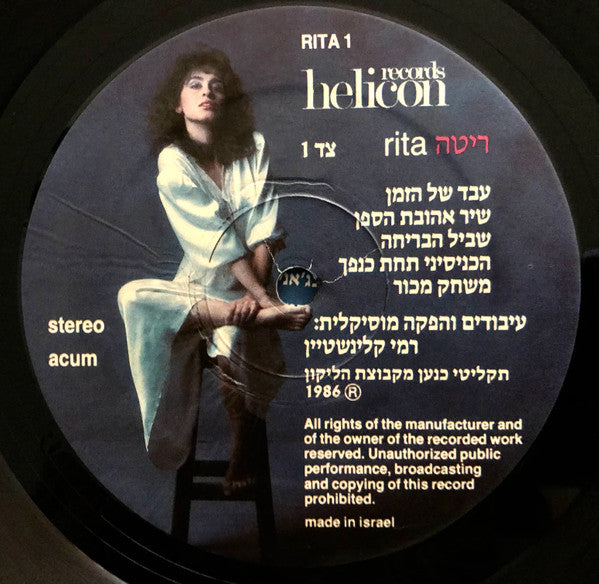 RITA 1
helicon records
צד 1 rita ריטה
עבד של הזמן
שיר אהובת הספן
שביל הבריחה
הכניסיני תחת כנפך
משחק מכור
עיבודים והפקה מוסיקלית:
רמי קלינשטיין
תקליטי כנען מקבוצת הליקון
1986 ®
stereo
acum
All rights of the manufacturer and
of the owner of the recorded work
reserved. Unauthorized public
performance, broadcasting
and copying of this record
prohibited.
made in israel